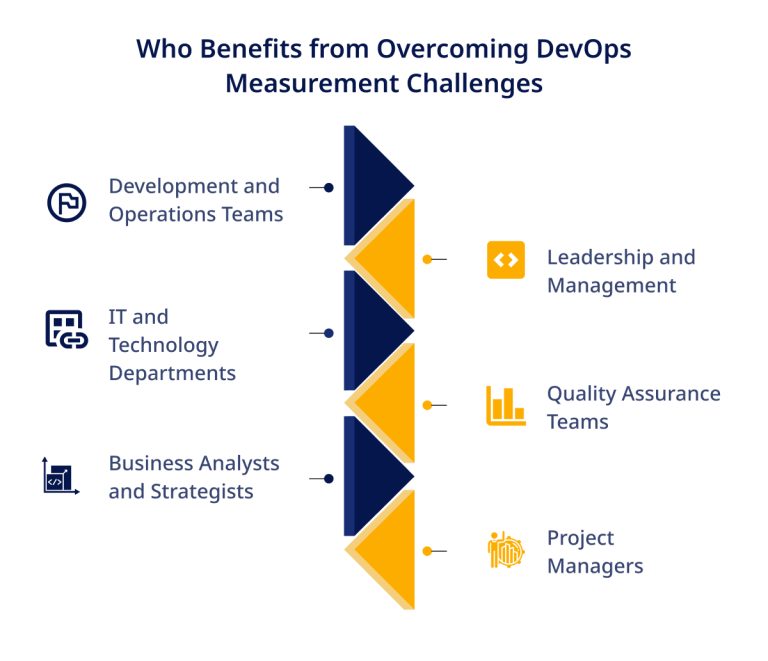 Who Benefits from Overcoming DevOps
Measurement Challenges
Development and
Operations Teams
Leadership and
Management
IT and
Technology
Departments
Quality Assurance
Teams
Business Analysts
and Strategists
Project
Managers